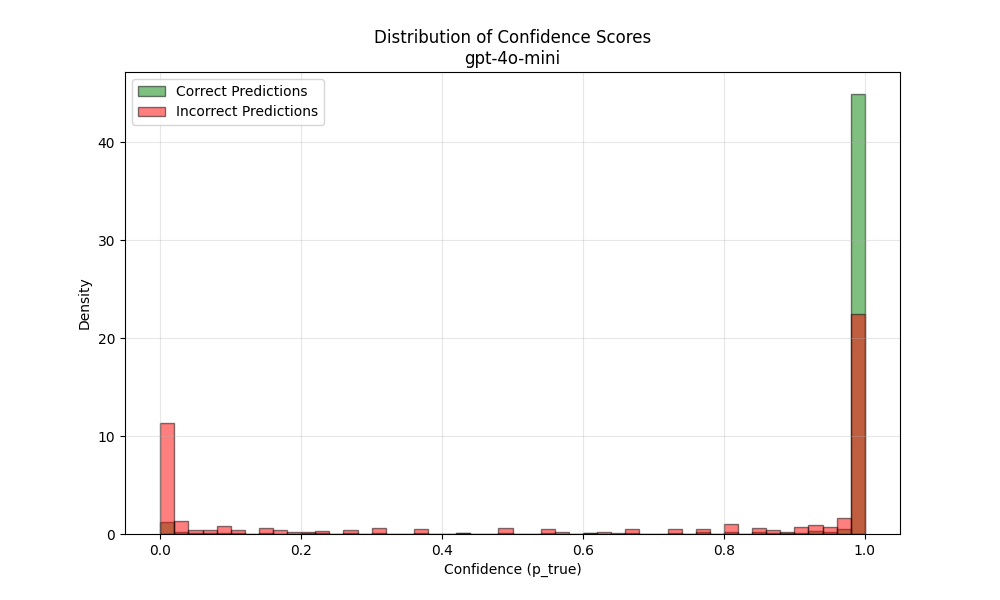 Distribution of Confidence Scores
gpt-4o-mini
Correct Predictions
Incorrect Predictions
Density
40
30
20
10
0
0.0 0.2 0.4 0.6 0.8 1.0
Confidence (p_true)